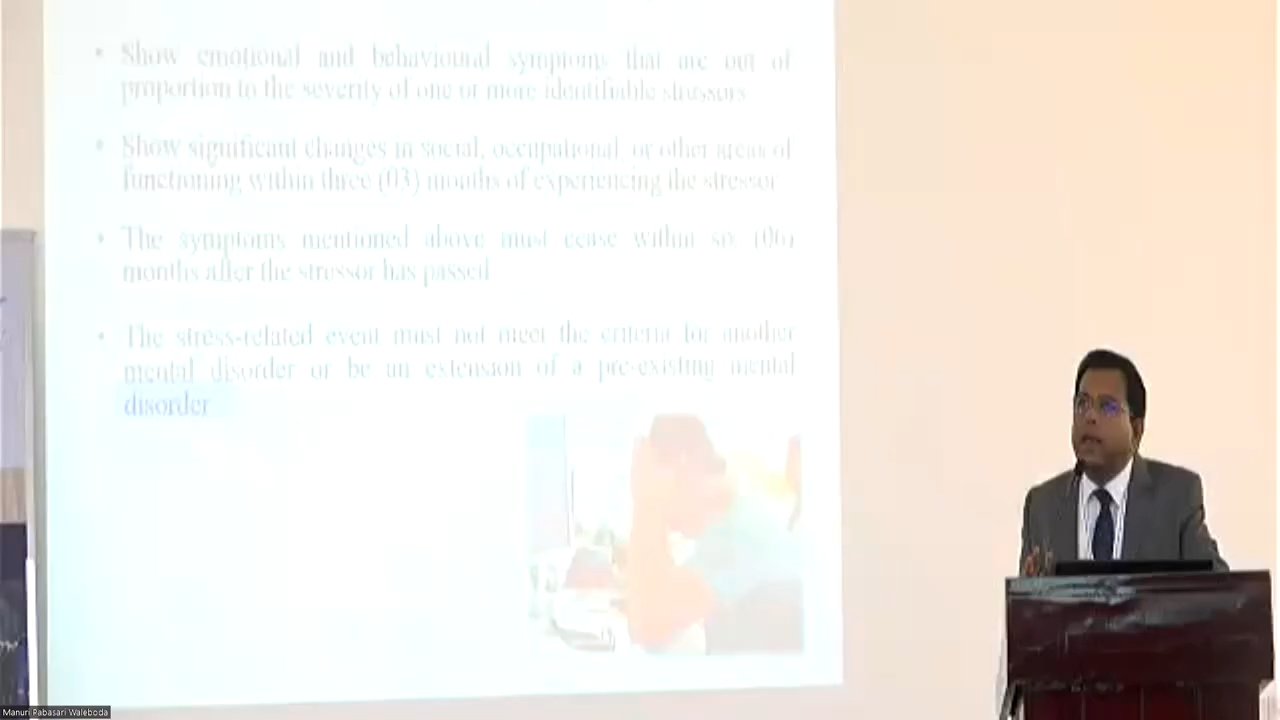 • Show emotional and behavioural symptoms that are out of
proportion to the severity of one or more identifiable stressors
• Show significant changes in social, occupational, or other areas of
functioning within three (03) months of experiencing the stressor
• The symptoms mentioned above must cease within six (06)
months after the stressor has passed
• The stress-related event must not meet the criteria for another
mental disorder or be an extension of a pre-existing mental
disorder
Manuri Pabasari Waleboda